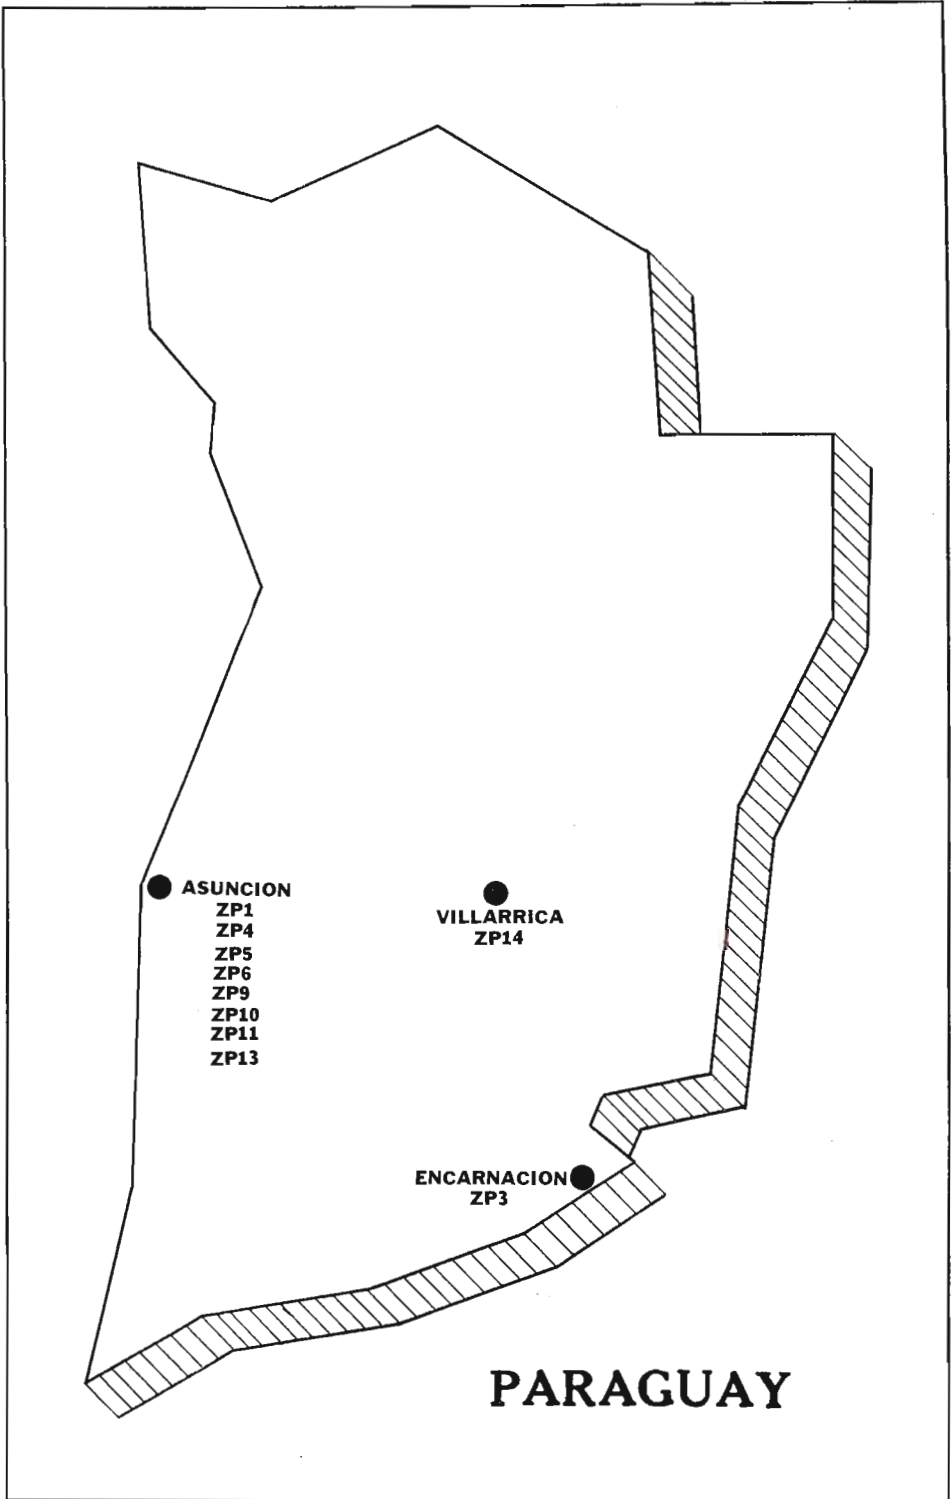 ASUNCION
ZP1
ZP4
ZP5
ZP6
ZP9
ZP10
ZP11
ZP13
VILLARRICA
ZP14
ENCARNACION
ZP3
PARAGUAY